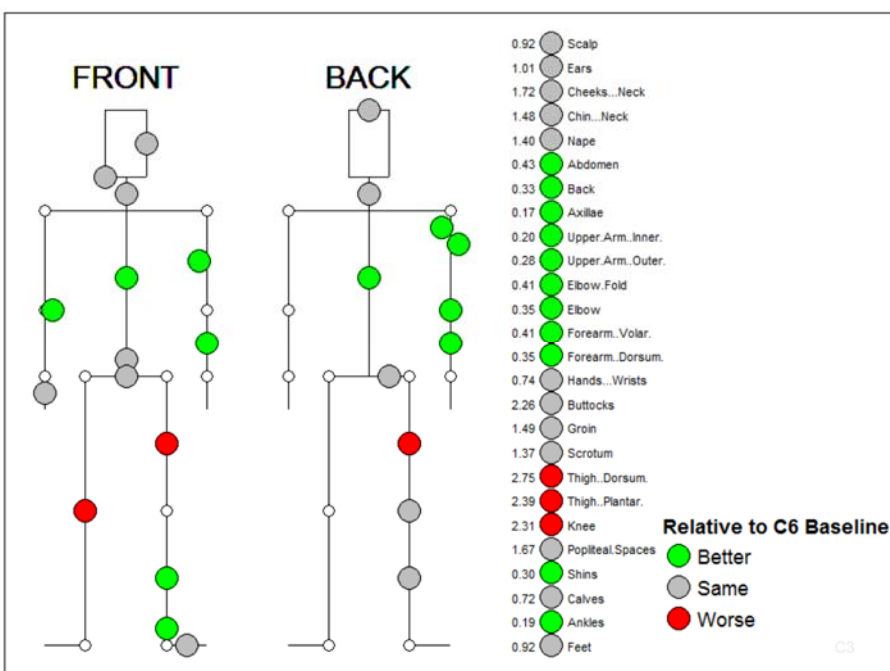 FRONT
BACK
0.92 Scalp
1.01 Ears
1.72 Cheeks...Neck
1.48 Chin...Neck
1.40 Nape
0.43 Abdomen
0.33 Back
0.17 Axillae
0.20 Upper.Arm..Inner.
0.28 Upper.Arm..Outer.
0.41 Elbow.Fold
0.35 Elbow
0.41 Forearm..Volar.
0.35 Forearm..Dorsum.
0.74 Hands...Wrists
2.26 Buttocks
1.49 Groin
1.37 Scrotum
2.75 Thigh..Dorsum.
2.39 Thigh..Plantar.
2.31 Knee
1.67 Popliteal.Spaces
0.30 Shins
0.72 Calves
0.19 Ankles
0.92 Feet
Relative to C6 Baseline
Better
Same
Worse
C3